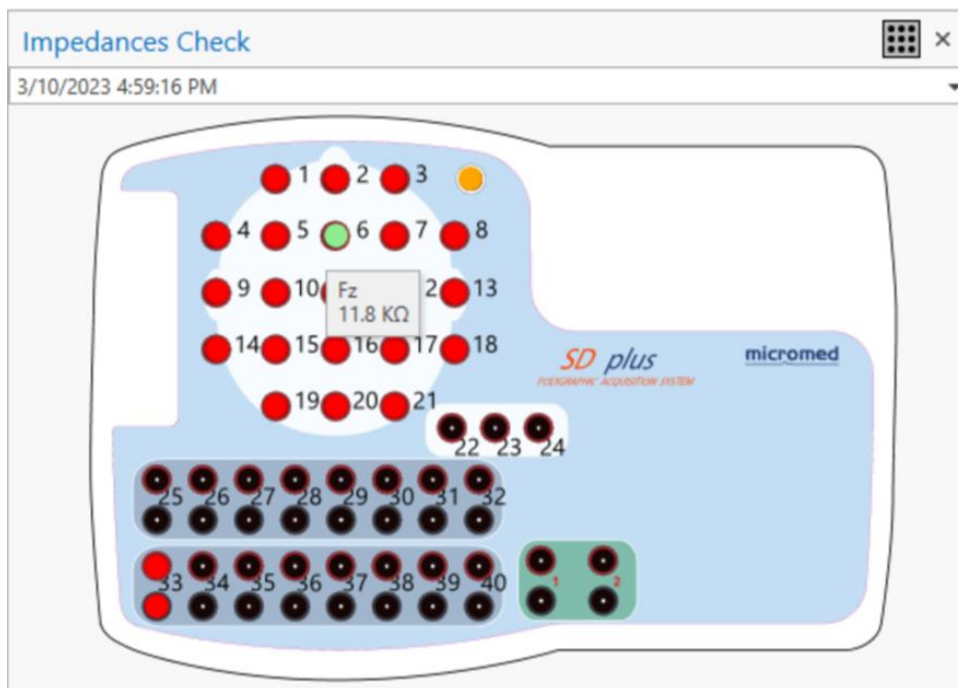 Impedances Check
3/10/2023 4:59:16 PM
1 2 3
4 5 6 7 8
Fz
11.8 KΩ
9 10 2 13
14 15 16 17 18
SD plus
POLYGRAPHIC ACQUISITION SYSTEM
micromed
19 20 21
22 23 24
25 26 27 28 29 30 31 32
33 34 35 36 37 38 39 40
1 2